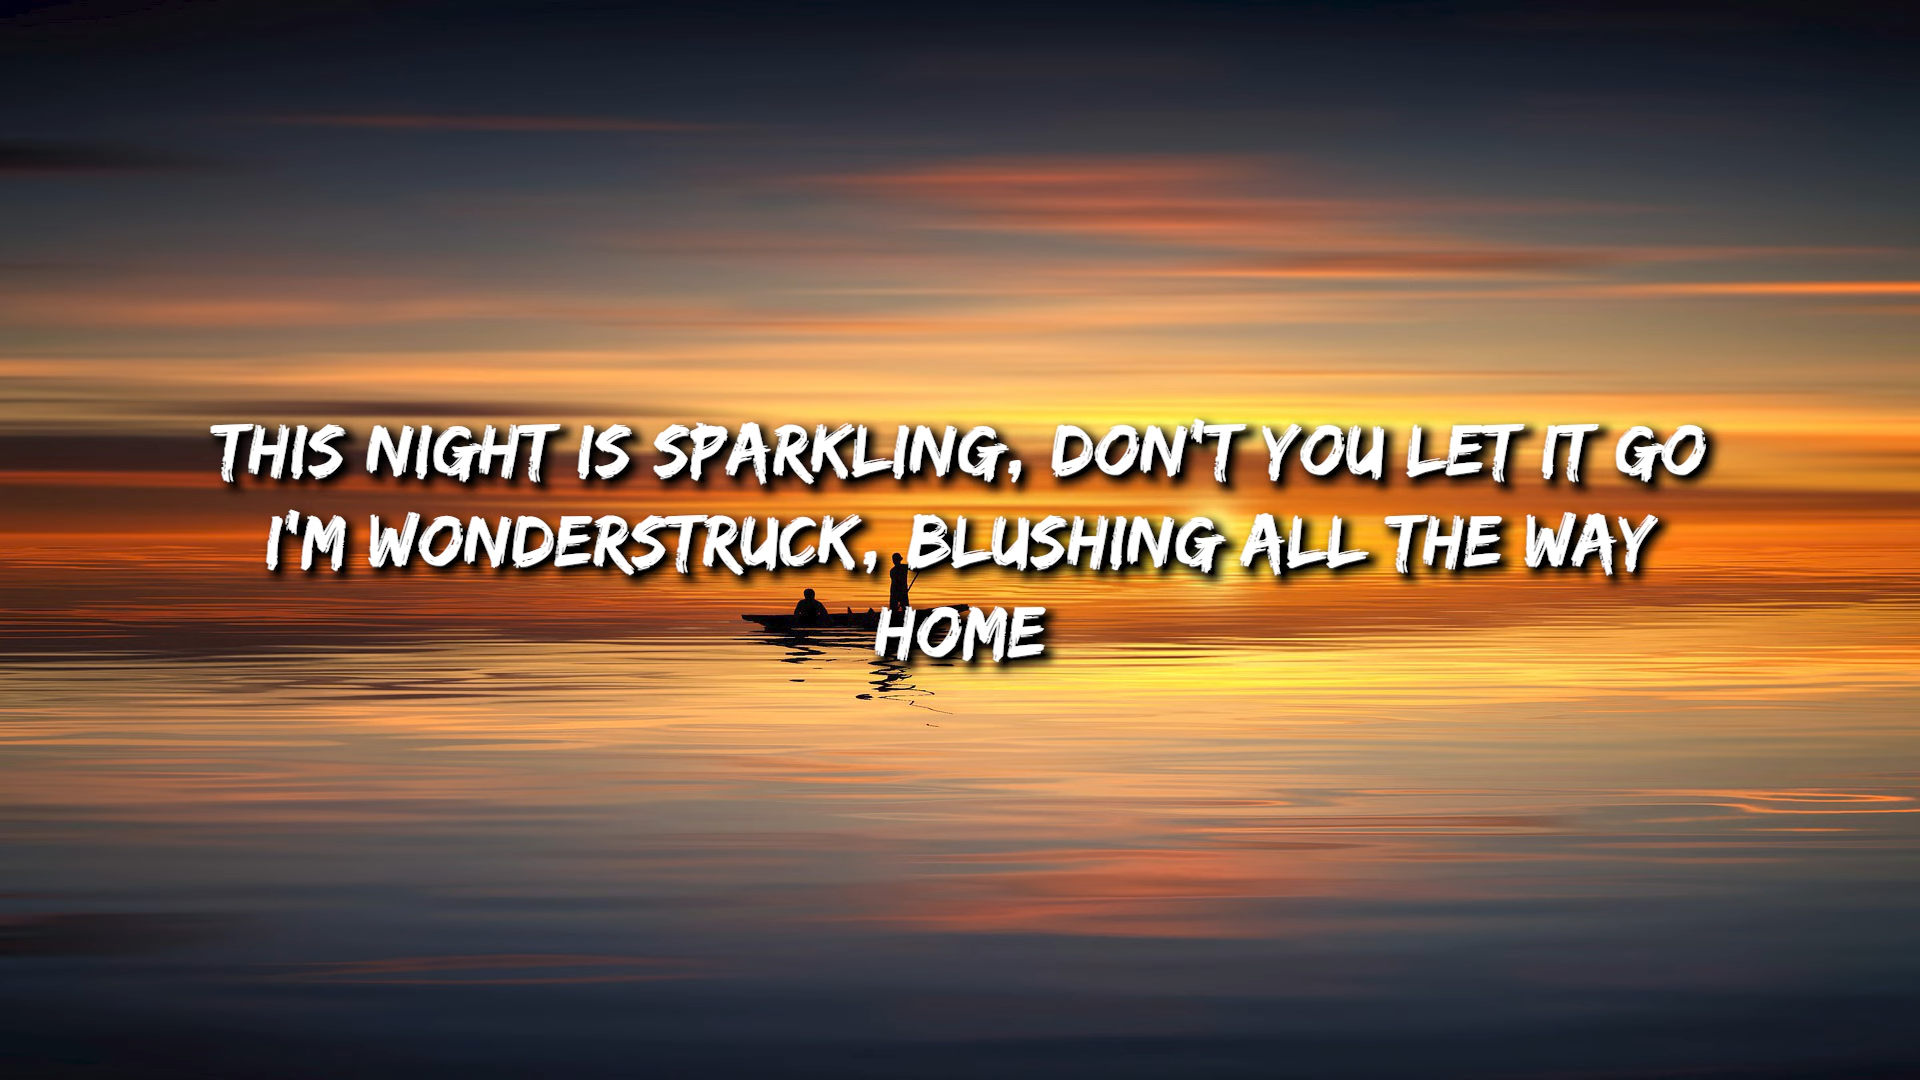 THIS NIGHT IS SPARKLING, DON'T YOU LET IT GO
I'M WONDERSTRUCK, BLUSHING ALL THE WAY
HOME